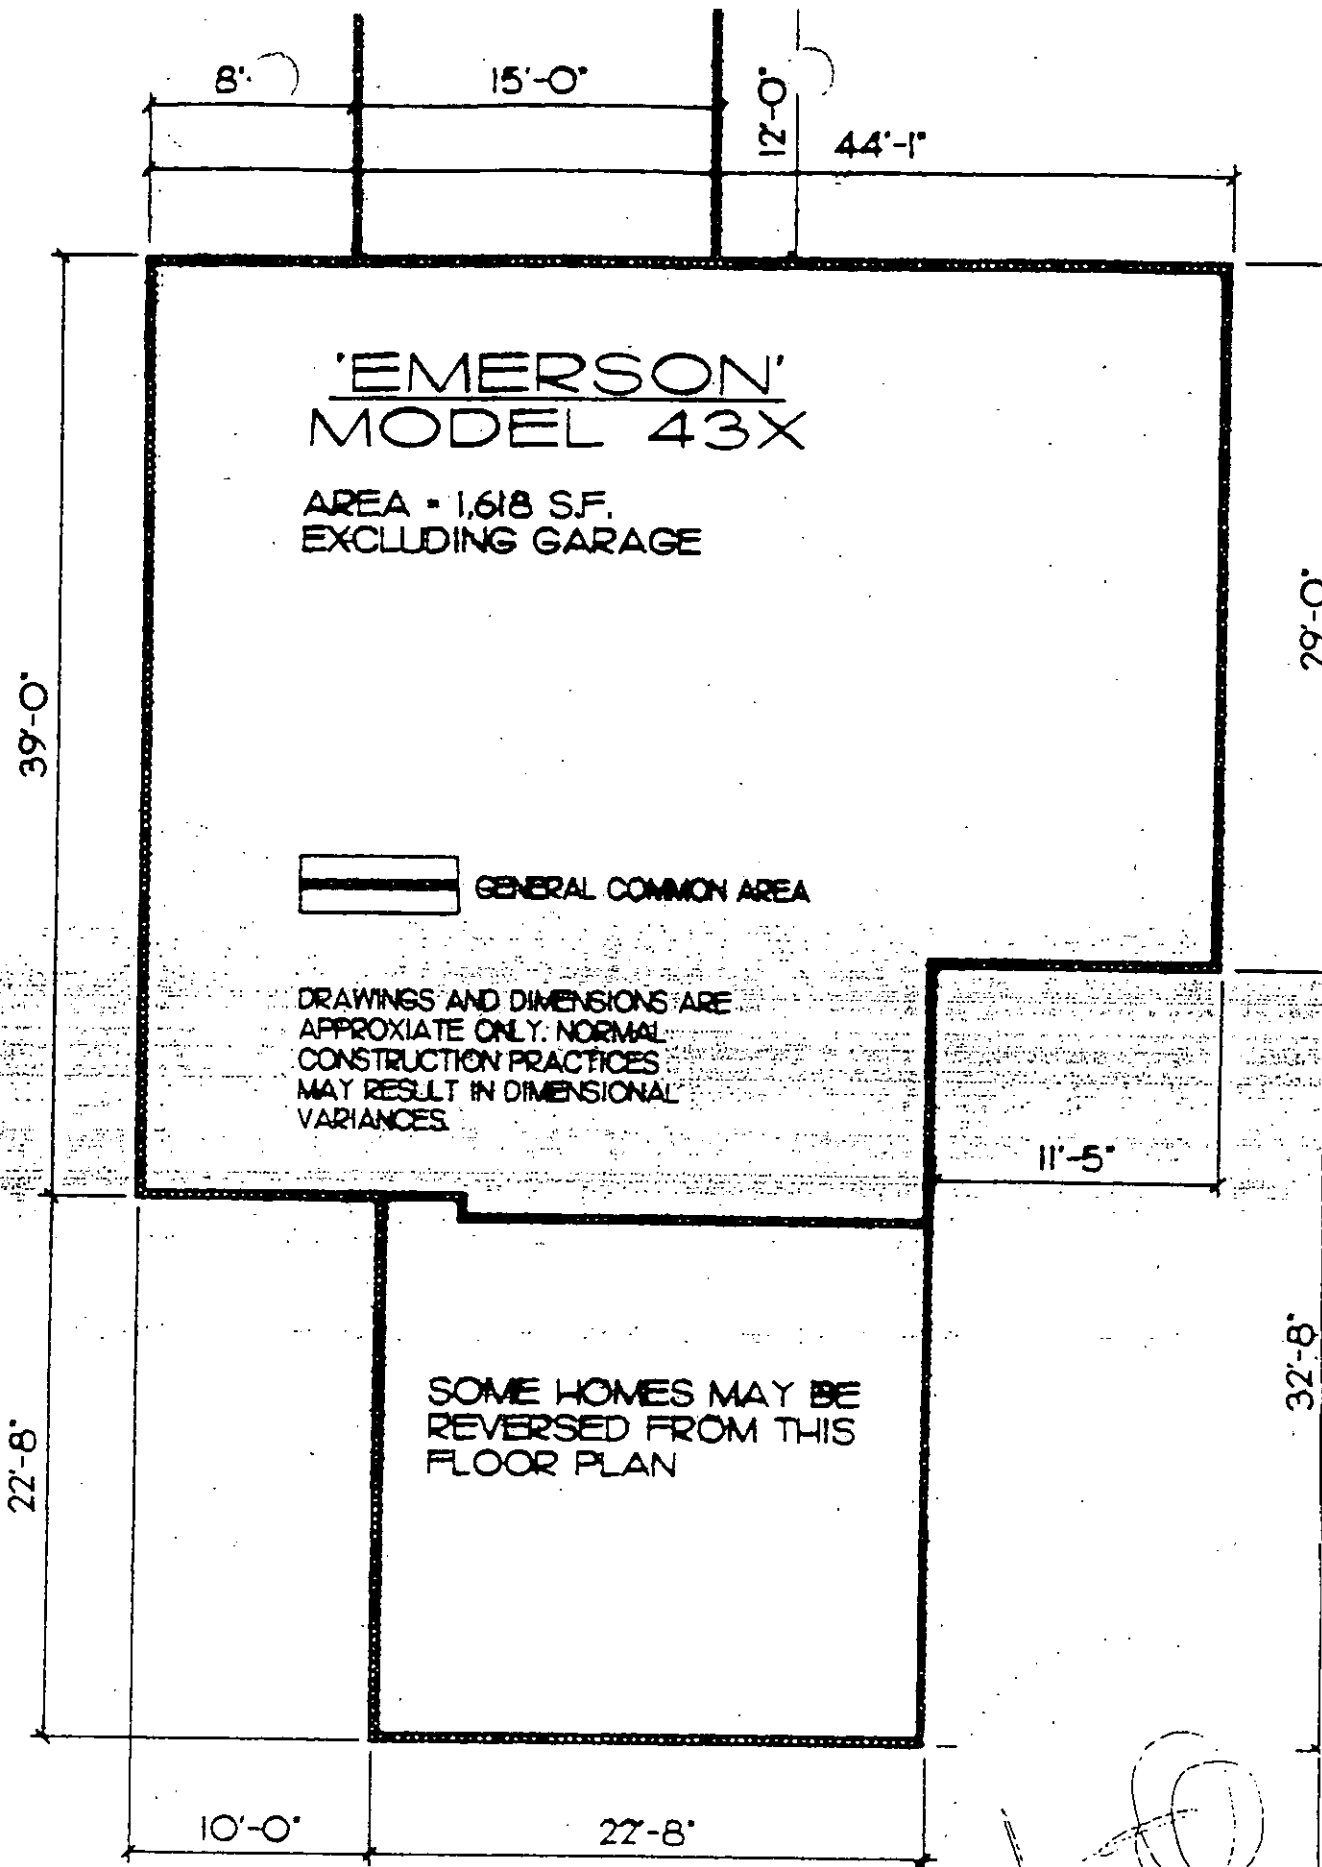 8'-
15'-0"
12'-0"
44'-1"
'EMERSON'
MODEL 43X
AREA = 1,618 S.F.
EXCLUDING GARAGE
39'-0"
29'-0"
GENERAL COMMON AREA
DRAWINGS AND DIMENSIONS ARE
APPROXIATE ONLY. NORMAL
CONSTRUCTION PRACTICES
MAY RESULT IN DIMENSIONAL
VARIANCES.
11'-5"
SOME HOMES MAY BE
REVERSED FROM THIS
FLOOR PLAN
22'-8"
32'-8"
10'-0"
22'-8"